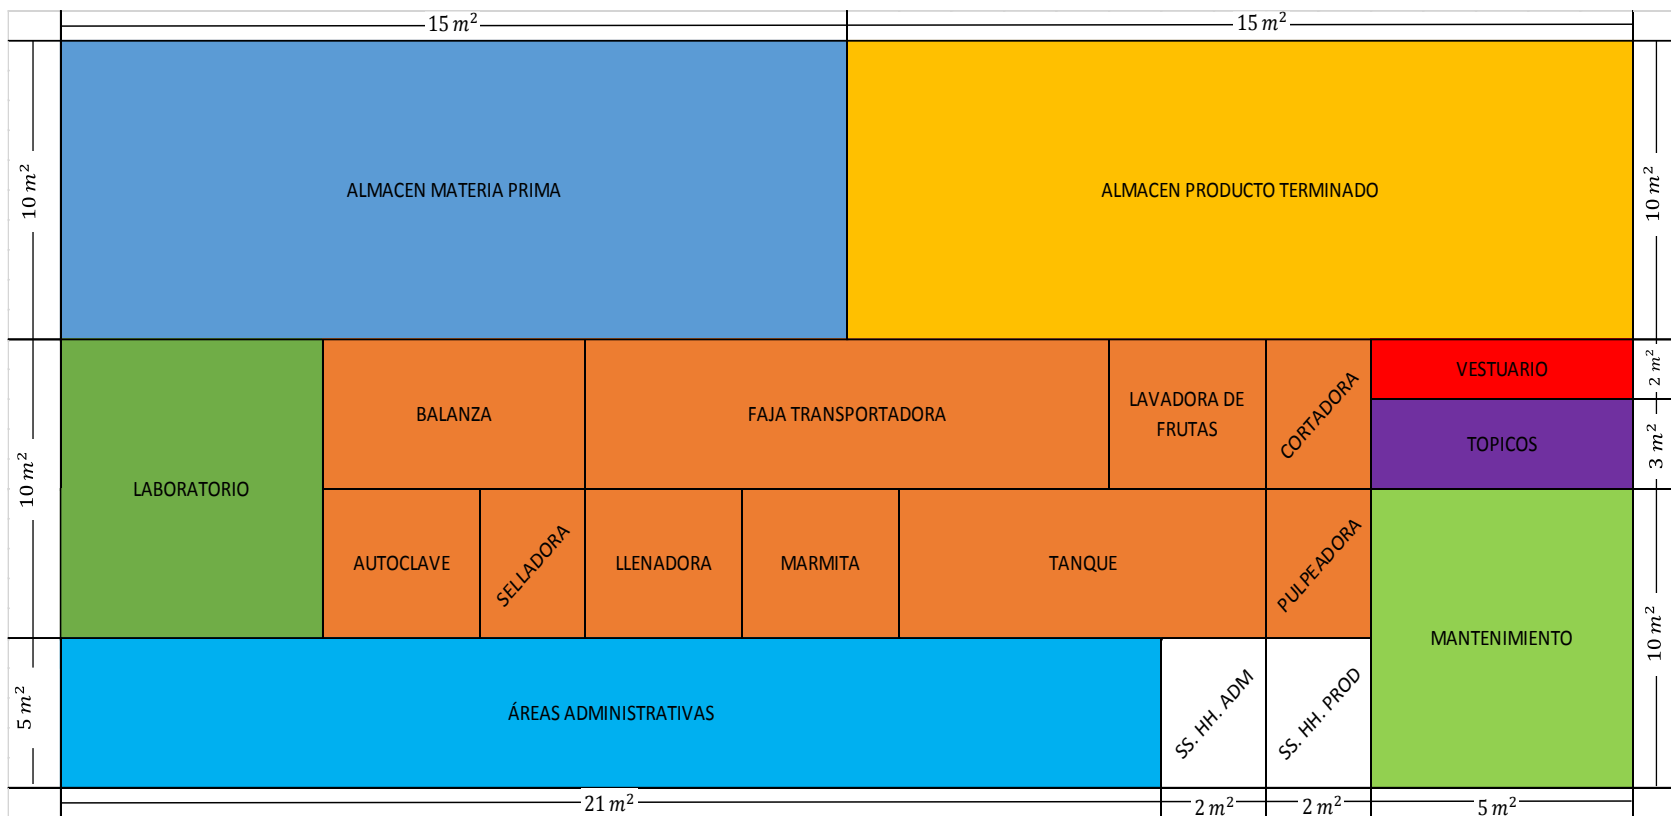 15 m²
15 m²
10 m²
ALMACEN MATERIA PRIMA
ALMACEN PRODUCTO TERMINADO
10 m²
10 m²
LABORATORIO
BALANZA
FAJA TRANSPORTADORA
LAVADORA DE
FRUTAS
CORTADORA
VESTUARIO
2 m²
TOPICOS
3 m²
AUTOCLAVE
SELLADORA
LLENADORA
MARMITA
TANQUE
PULPEADORA
MANTENIMIENTO
10 m²
5 m²
ÁREAS ADMINISTRATIVAS
SS. HH. ADM
SS. HH. PROD
21 m²
2 m²
2 m²
5 m²